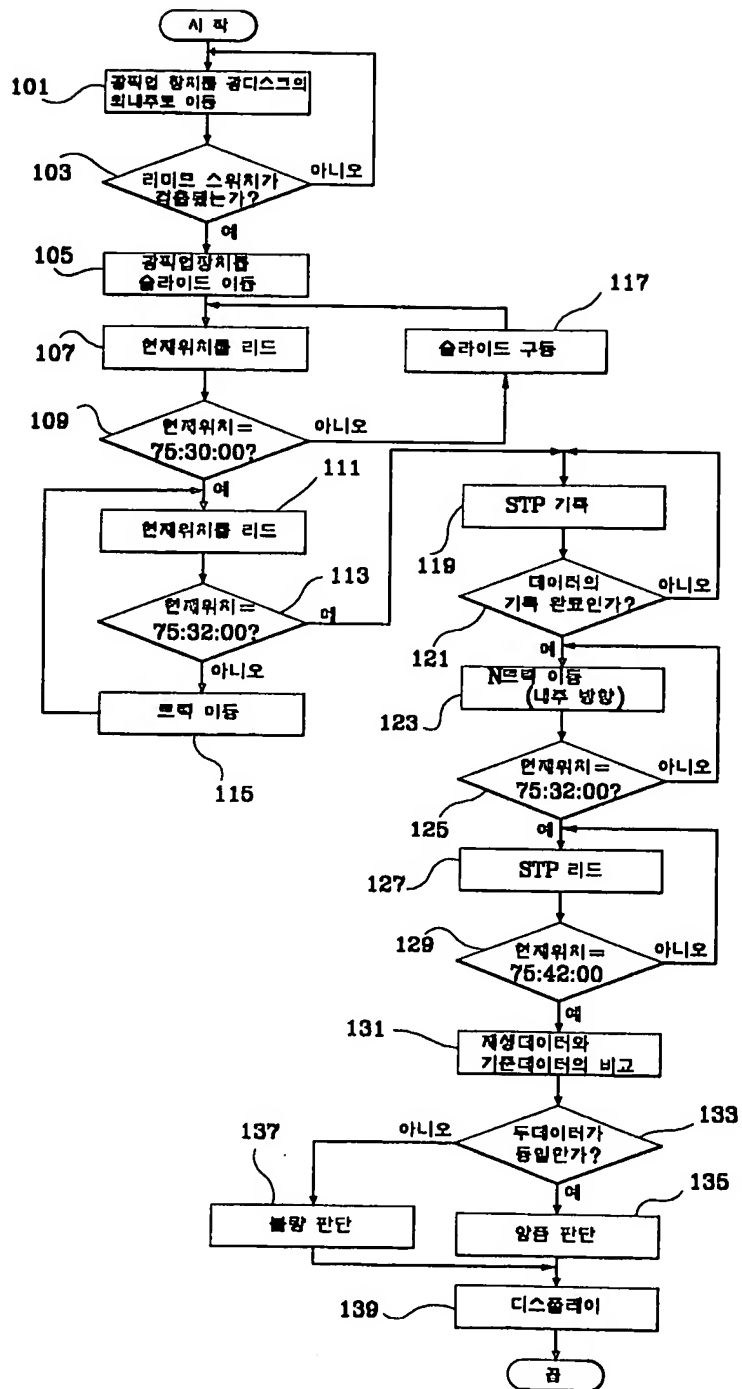 시 작
101
광픽업 장치를 광디스크의
외내주로 이동
103
리미트 스위치가
검출됐는가?
아니오
예
105
광픽업장치를
슬라이드 이동
107
현재위치를 리드
117
슬라이드 구동
109
현재위치=
75:30:00?
아니오
예
111
현재위치를 리드
113
현재위치=
75:32:00?
예
아니오
트랙 이동
115
STP 기록
119
데이터의
기록 완료인가?
아니오
121
예
N트랙 이동
(내주 방향)
123
현재위치=
75:32:00?
아니오
125
예
STP 리드
127
129
현재위치=
75:42:00
아니오
예
131
재생데이터와
기준데이터의 비교
133
두데이터가
동일한가?
아니오
예
137
불량 판단
135
양품 판단
디스플레이
139
끝